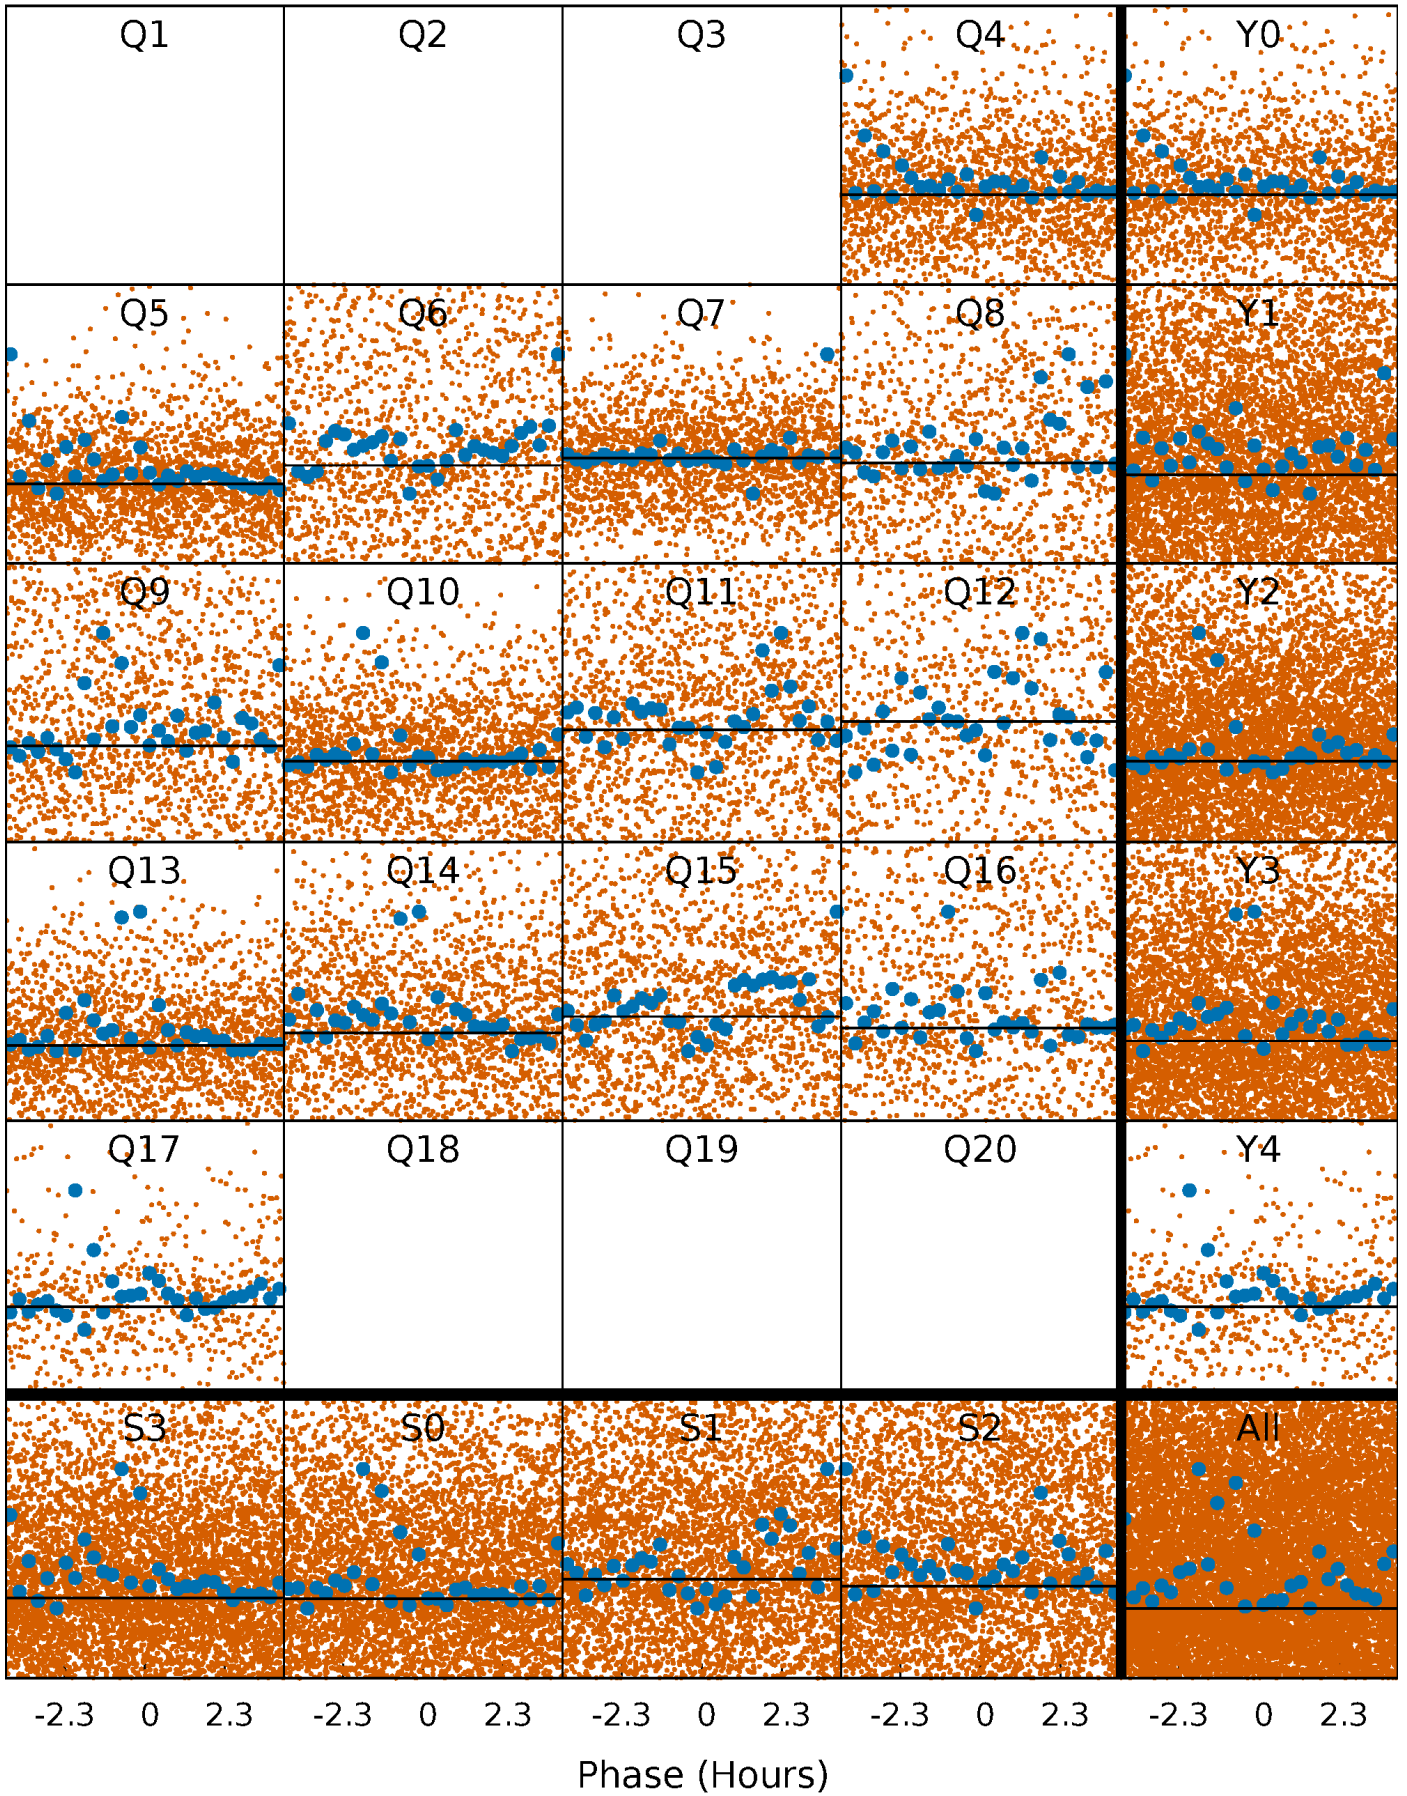 Q1 Q2 Q3 Q4 Y0
Q5 Q6 Q7 Q8 Y1
Q9 Q10 Q11 Q12 Y2
Q13 Q14 Q15 Q16 Y3
Q17 Q18 Q19 Q20 Y4
S3 S0 S1 S2 All
-2.3 0 2.3 -2.3 0 2.3 -2.3 0 2.3 -2.3 0 2.3 -2.3 0 2.3
Phase (Hours)